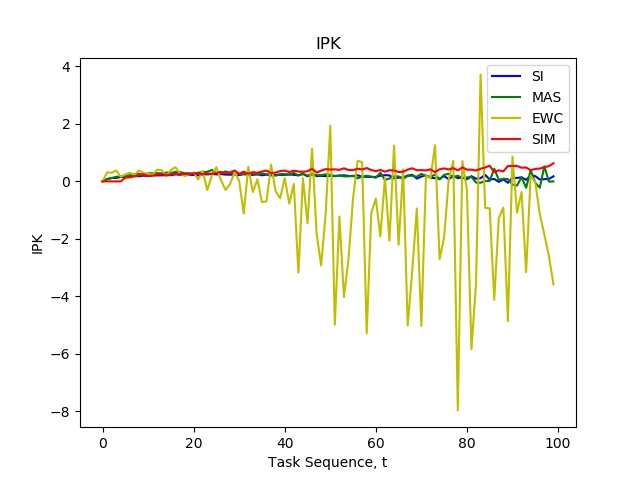 IPK
4
2
0
−2
−4
−6
−8
IPK
SI
MAS
EWC
SIM
0 20 40 60 80 100
Task Sequence, t